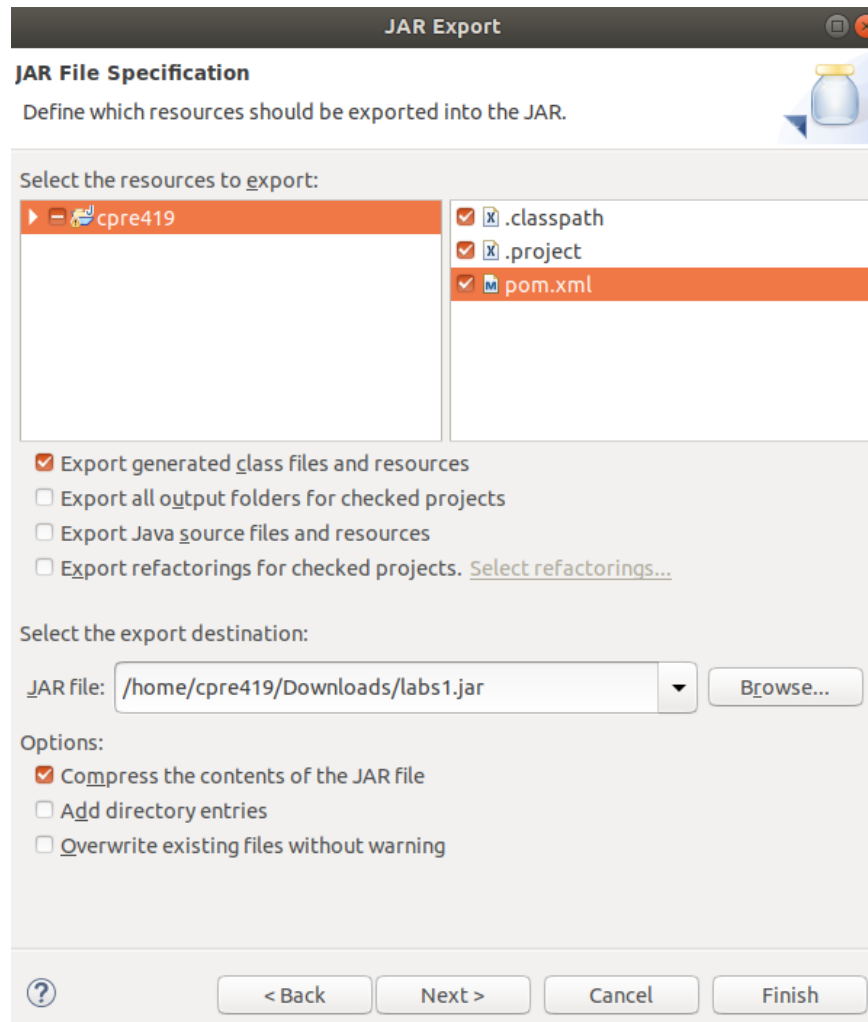 JAR Export
JAR File Specification
Define which resources should be exported into the JAR.
Select the resources to export:
cpre419
.classpath
.project
pom.xml
Export generated class files and resources
Export all output folders for checked projects
Export Java source files and resources
Export refactorings for checked projects. Select refactorings...
Select the export destination:
JAR file: /home/cpre419/Downloads/labs1.jar Browse...
Options:
Compress the contents of the JAR file
Add directory entries
Overwrite existing files without warning
? < Back Next > Cancel Finish